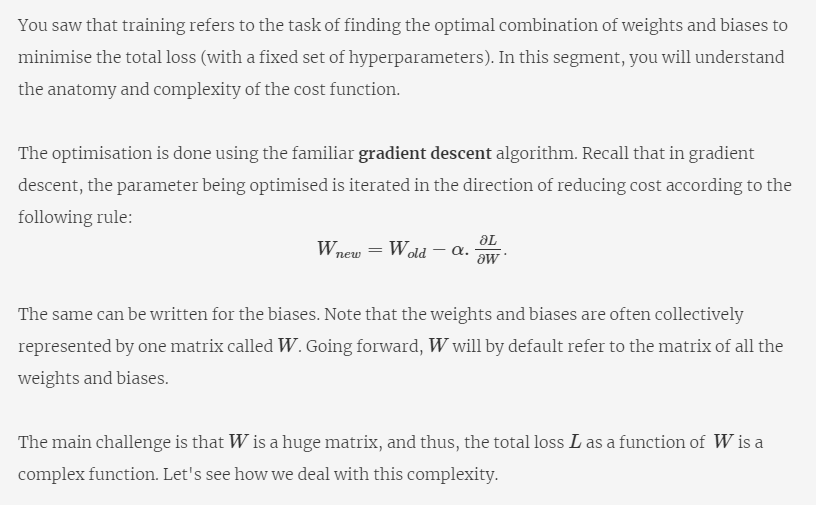 You saw that training refers to the task of finding the optimal combination of weights and biases to
minimise the total loss (with a fixed set of hyperparameters). In this segment, you will understand
the anatomy and complexity of the cost function.
The optimisation is done using the familiar gradient descent algorithm. Recall that in gradient
descent, the parameter being optimised is iterated in the direction of reducing cost according to the
following rule:
W_new = W_old − α. ∂L/∂W.
The same can be written for the biases. Note that the weights and biases are often collectively
represented by one matrix called W. Going forward, W will by default refer to the matrix of all the
weights and biases.
The main challenge is that W is a huge matrix, and thus, the total loss L as a function of W is a
complex function. Let's see how we deal with this complexity.